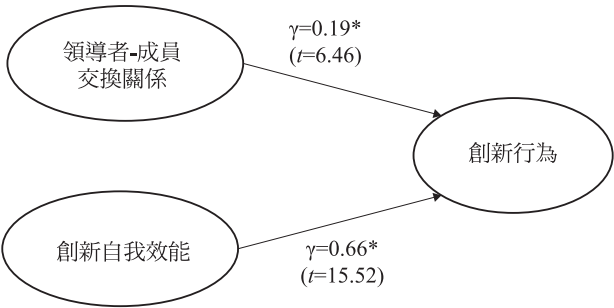 領導者-成員
交換關係
γ=0.19*
(t=6.46)
創新行為
創新自我效能
γ=0.66*
(t=15.52)